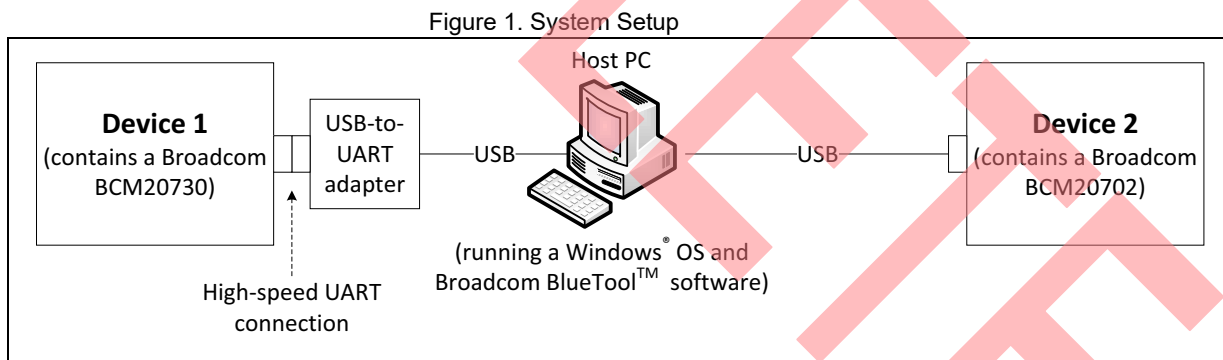 Figure 1. System Setup
Host PC
Device 1
(contains a Broadcom
BCM20730)
USB-to-
UART
adapter
USB
USB
Device 2
(contains a Broadcom
BCM20702)
(running a Windows® OS and
Broadcom BlueTool™ software)
High-speed UART
connection